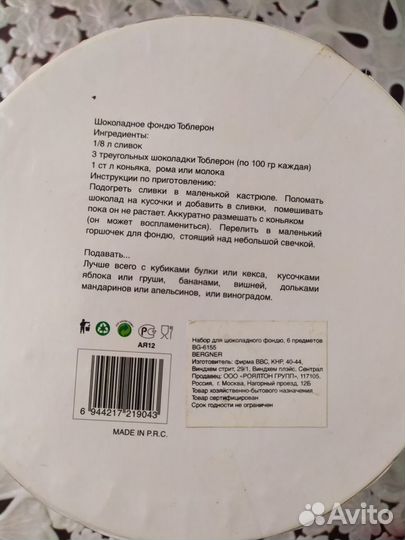 Шоколадное фондю Тоблерон
Ингредиенты:
1/8 л сливок
3 треугольных шоколадки Тоблерон (по 100 гр каждая)
1 ст л коньяка, рома или молока
Инструкции по приготовлению:
Подогреть сливки в маленькой кастрюле. Поломать
шоколад на кусочки и добавить в сливки, помешивать
пока он не растает. Аккуратно размешать с коньяком
(он может воспламениться). Перелить в маленький
горшочек для фондю, стоящий над небольшой свечкой.
Подавать...
Лучше всего с кубиками булки или кекса, кусочками
яблока или груши, бананами, вишней, дольками
мандаринов или апельсинов, или виноградом.
РС
АЯ12
6 944217 219043
MADE IN P.R.C.
Набор для шоколадного фондю, 6 предметов
BG-6155
BERGNER
Изготовитель: фирма ВВС, КНР, 40-44,
Виндхем стрит, 29/1, Виндхем плэйс, Сентрал
Продавец: ООО «РОЯЛТОН ГРУПП», 117105,
Россия, г. Москва, Нагорный проезд, 12Б
Товар хозяйственно-бытового назначения.
Товар сертифицирован
Срок годности не ограничен
Avito